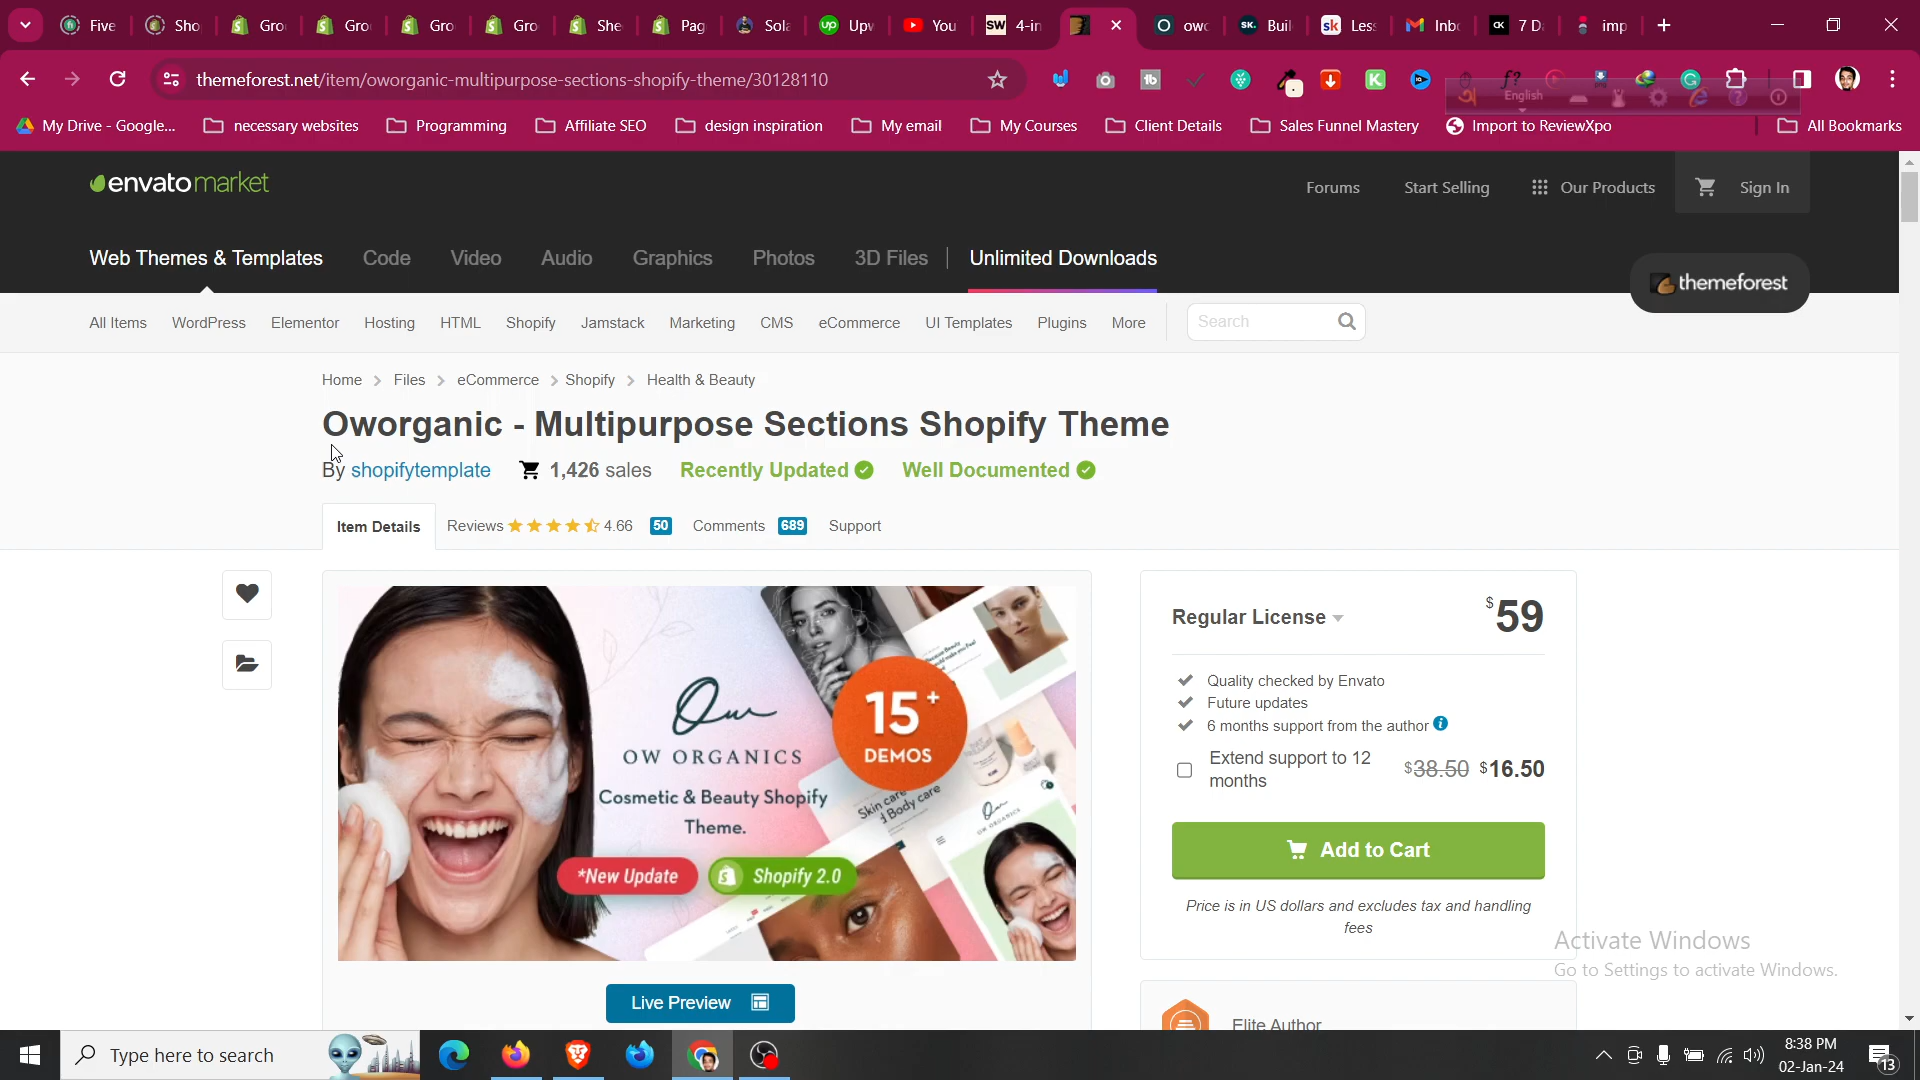 Five
Sho
Gro
Gro
Gro
Gro
She
Pag
Sola
Upw
You
4-in
owo
Buil
Less
Inbo
7 D
imp
themeforest.net/item/oworganic-multipurpose-sections-shopify-theme/30128110
English
My Drive - Google...
necessary websites
Programming
Affiliate SEO
design inspiration
My email
My Courses
Client Details
Sales Funnel Mastery
Import to ReviewXpo
All Bookmarks
envatomarket
Forums
Start Selling
Our Products
Sign In
Web Themes & Templates
Code
Video
Audio
Graphics
Photos
3D Files
Unlimited Downloads
themeforest
All Items
WordPress
Elementor
Hosting
HTML
Shopify
Jamstack
Marketing
CMS
eCommerce
UI Templates
Plugins
More
Search
Home > Files > eCommerce > Shopify > Health & Beauty
Oworganic - Multipurpose Sections Shopify Theme
By shopifytemplate 1,426 sales Recently Updated Well Documented
Item Details
Reviews 4.66 50
Comments 689
Support
Ow
OW ORGANICS
Cosmetic & Beauty Shopify
Theme.
15+
DEMOS
Skin care
d Body care
*New Update
Shopify 2.0
Live Preview
Regular License
$59
Quality checked by Envato
Future updates
6 months support from the author
Extend support to 12
months
$38.50 $16.50
Add to Cart
Price is in US dollars and excludes tax and handling
fees
Elite Author
Activate Windows
Go to Settings to activate Windows.
Type here to search
8:38 PM
02-Jan-24
13